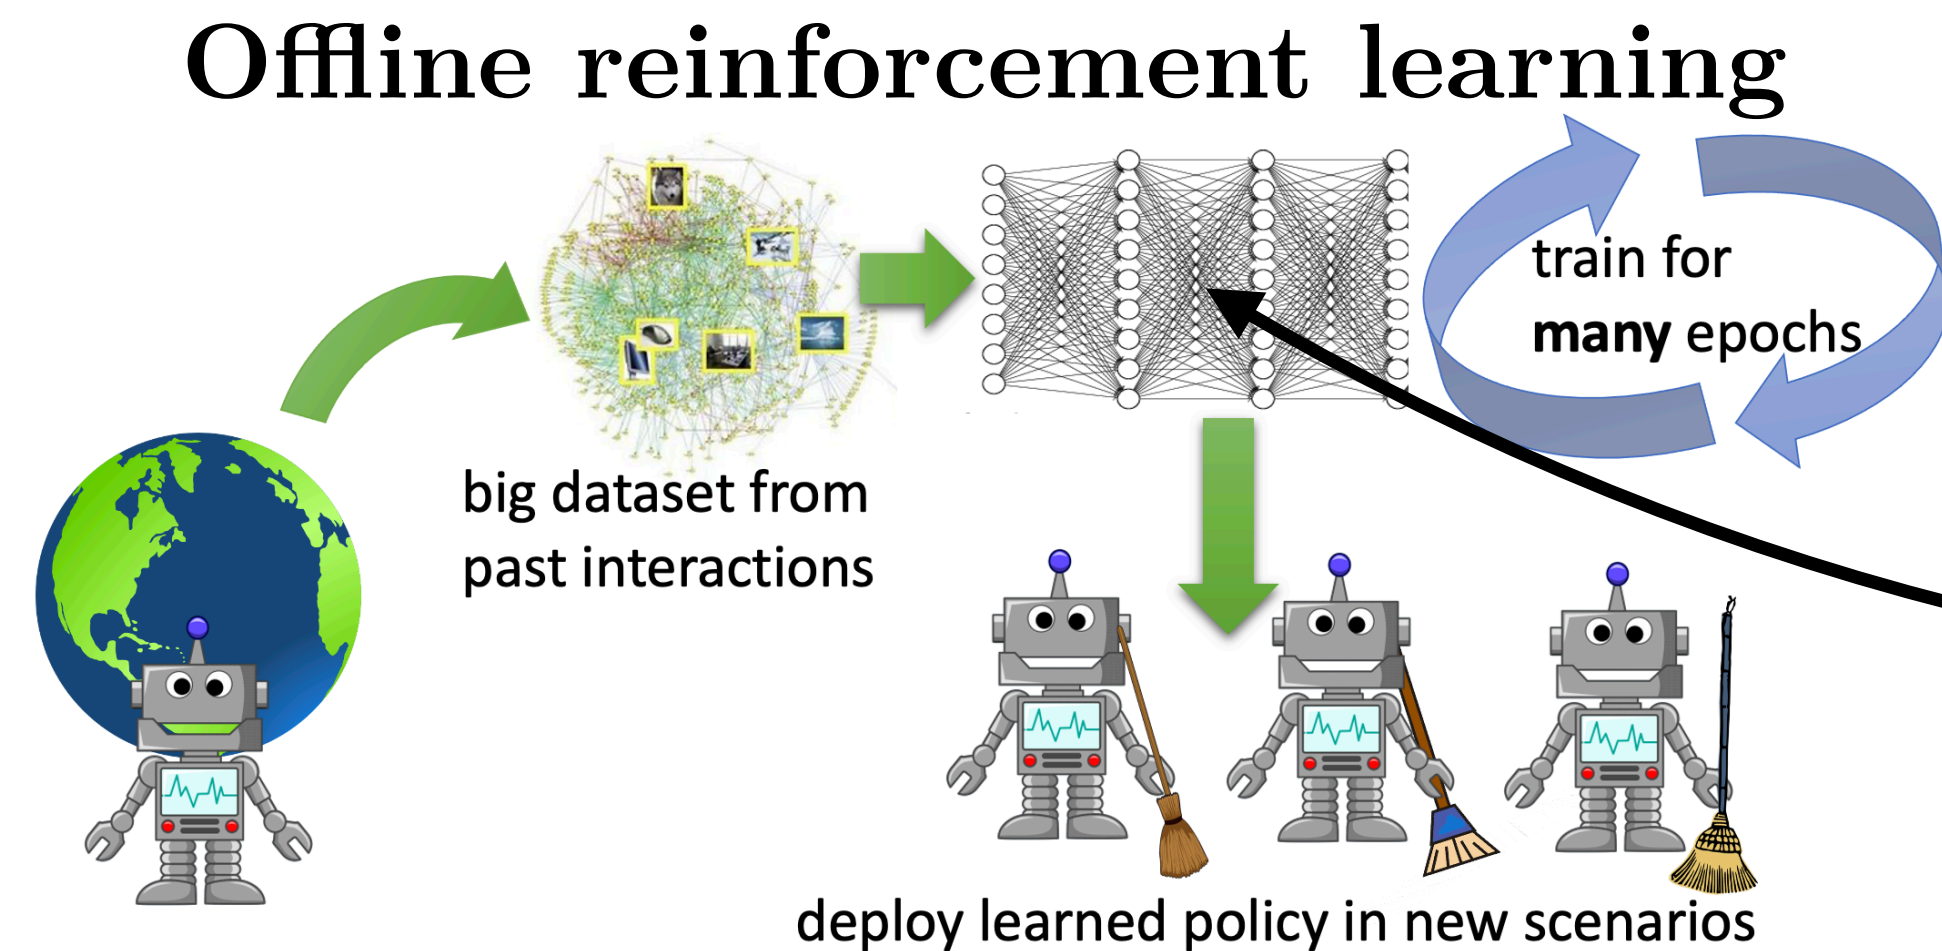 Offline reinforcement learning
train for
many epochs
big dataset from
past interactions
deploy learned policy in new scenarios